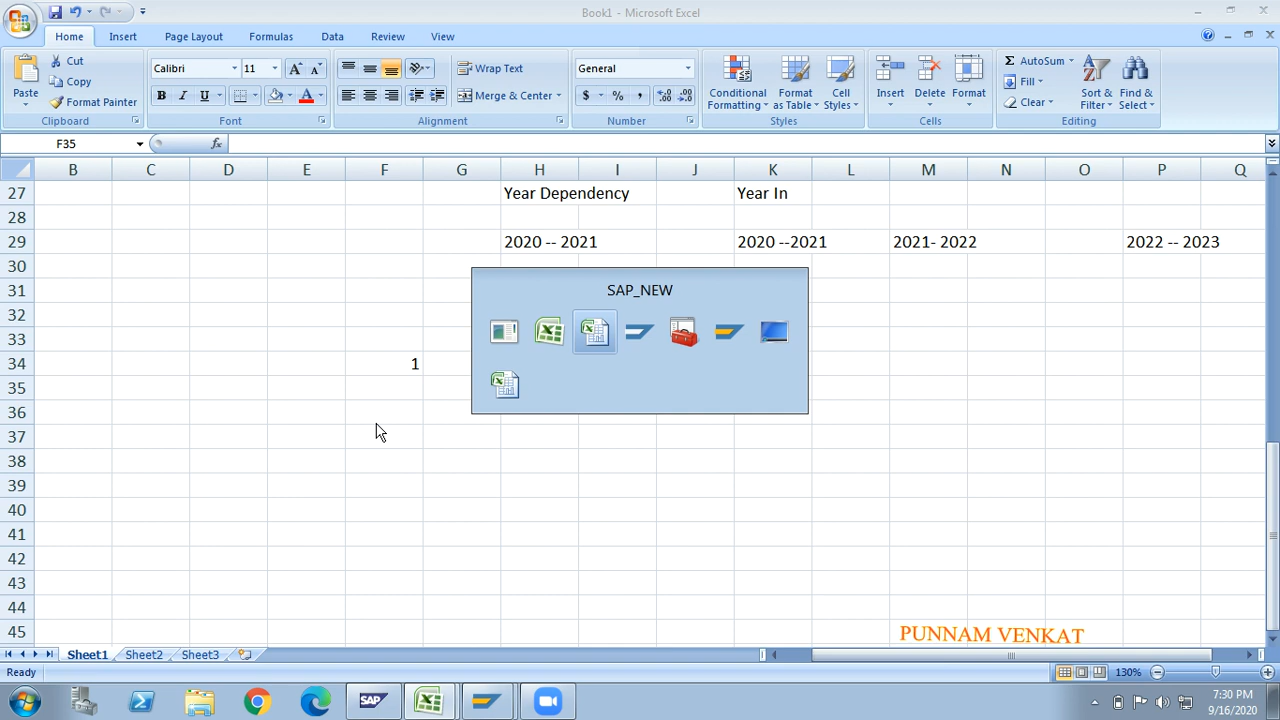 Book1 - Microsoft Excel
Home Insert Page Layout Formulas Data Review View
Paste
Cut
Copy
Format Painter
Clipboard
Calibri 11
B I U
Font
Wrap Text
Merge & Center
Alignment
General
$ % ,
Number
Conditional Formatting
Format as Table
Cell Styles
Styles
Insert Delete Format
Cells
AutoSum
Fill
Clear
Sort & Filter
Find & Select
Editing
F35 fx
B C D E F G H I J K L M N O P Q
27 Year Dependency Year In
28
29 2020 -- 2021 2020 --2021 2021- 2022 2022 -- 2023
30
31 SAP_NEW
32
33
34 1
35
36
37
38
39
40
41
42
43
44
45 PUNNAM VENKAT
Sheet1 Sheet2 Sheet3
Ready 130%
SAP 7:30 PM
9/16/2020